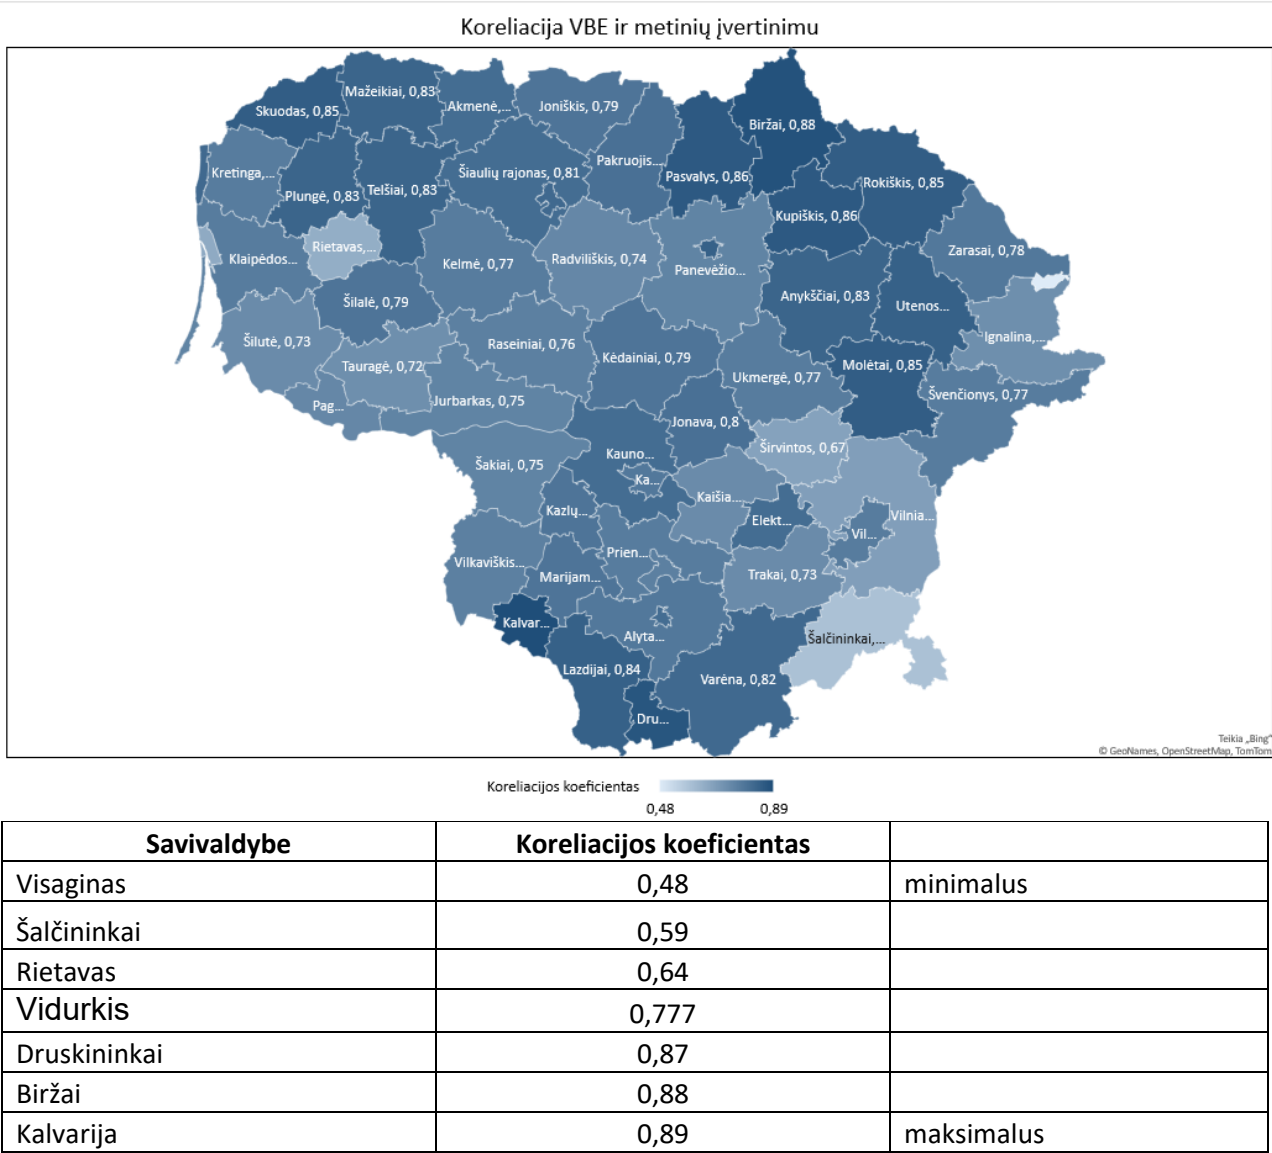 Koreliacija VBE ir metinių įvertinimu
Skuodas, 0,85
Mažeikiai, 0,83
Akmenė,...
Joniškis, 0,79
Biržai, 0,88
Kretinga,...
Plungė, 0,83
Telšiai, 0,83
Šiaulių rajonas, 0,81
Pakruojis...
Pasvalys, 0,86
Rokiškis, 0,85
Kupiškis, 0,86
Klaipėdos...
Rietavas,...
Kelmė, 0,77
Radviliškis, 0,74
Panevėžio...
Zarasai, 0,78
Šilalė, 0,79
Anykščiai, 0,83
Utenos...
Šilutė, 0,73
Tauragė, 0,72
Raseiniai, 0,76
Kėdainiai, 0,79
Ukmergė, 0,77
Molėtai, 0,85
Ignalina,...
Švenčionys, 0,77
Pag...
Jurbarkas, 0,75
Jonava, 0,8
Širvintos, 0,67
Šakiai, 0,75
Kauno...
Ka...
Kaišia...
Kazlų...
Elekt...
Vilnia...
Vil...
Vilkaviškis...
Marijam...
Prien...
Trakai, 0,73
Kalvar...
Alyta...
Šalčininkai,...
Lazdijai, 0,84
Varėna, 0,82
Dru...
Teikia „Bing“
© GeoNames, OpenStreetMap, TomTom
Koreliacijos koeficientas
0,48 0,89
Savivaldybe Koreliacijos koeficientas
Visaginas 0,48 minimalus
Šalčininkai 0,59
Rietavas 0,64
Vidurkis 0,777
Druskininkai 0,87
Biržai 0,88
Kalvarija 0,89 maksimalus